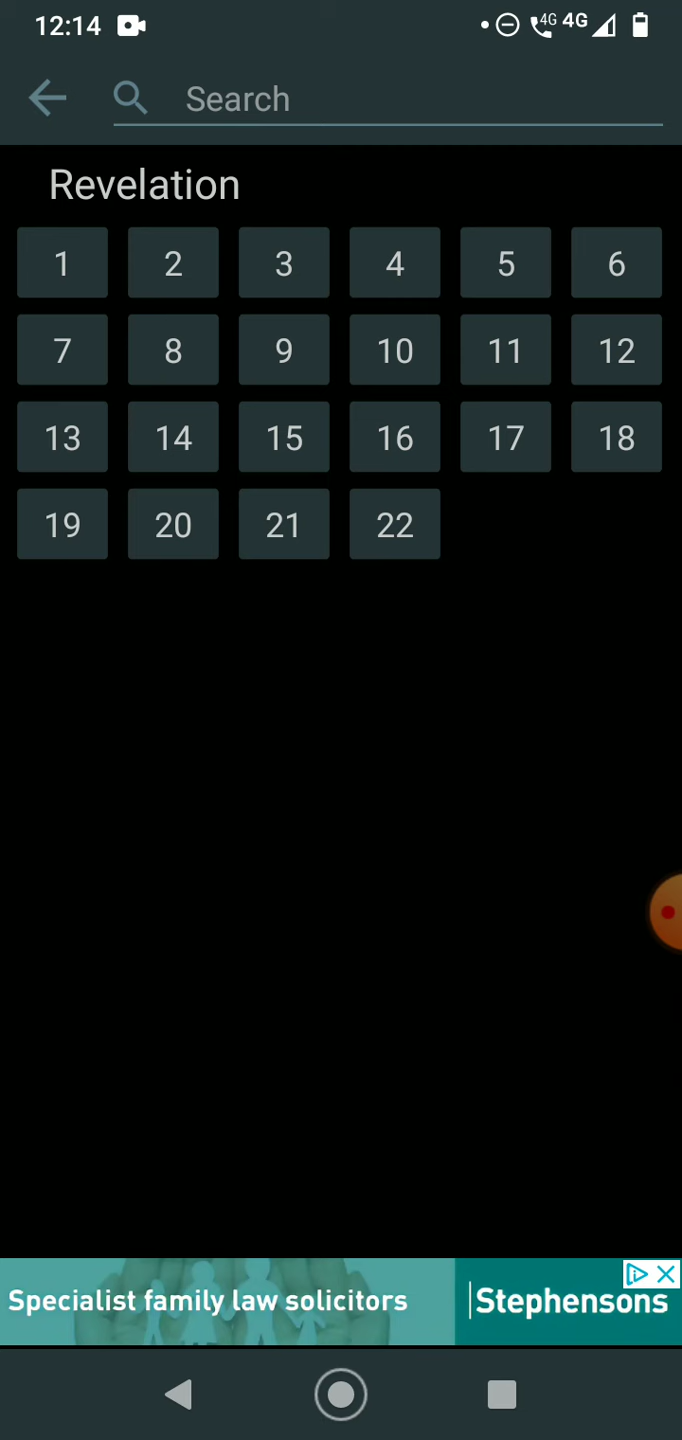 12:14 4G 4G
Search
Revelation
1 2 3 4 5 6
7 8 9 10 11 12
13 14 15 16 17 18
19 20 21 22
Specialist family law solicitors Stephensons